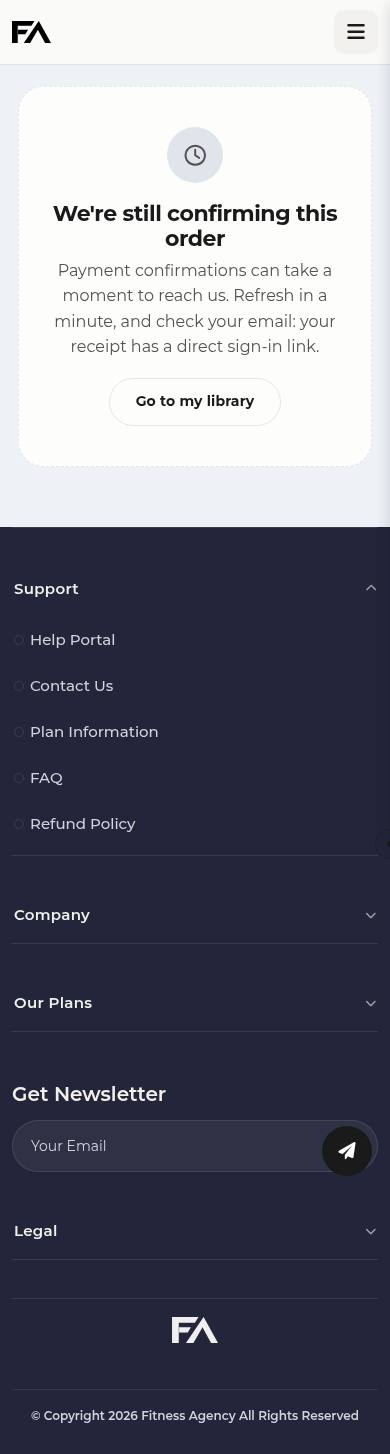 FA
We're still confirming this
order
Payment confirmations can take a
moment to reach us. Refresh in a
minute, and check your email: your
receipt has a direct sign-in link.
Go to my library
Support
Help Portal
Contact Us
Plan Information
FAQ
Refund Policy
Company
Our Plans
Get Newsletter
Your Email
Legal
FA
© Copyright 2026 Fitness Agency All Rights Reserved